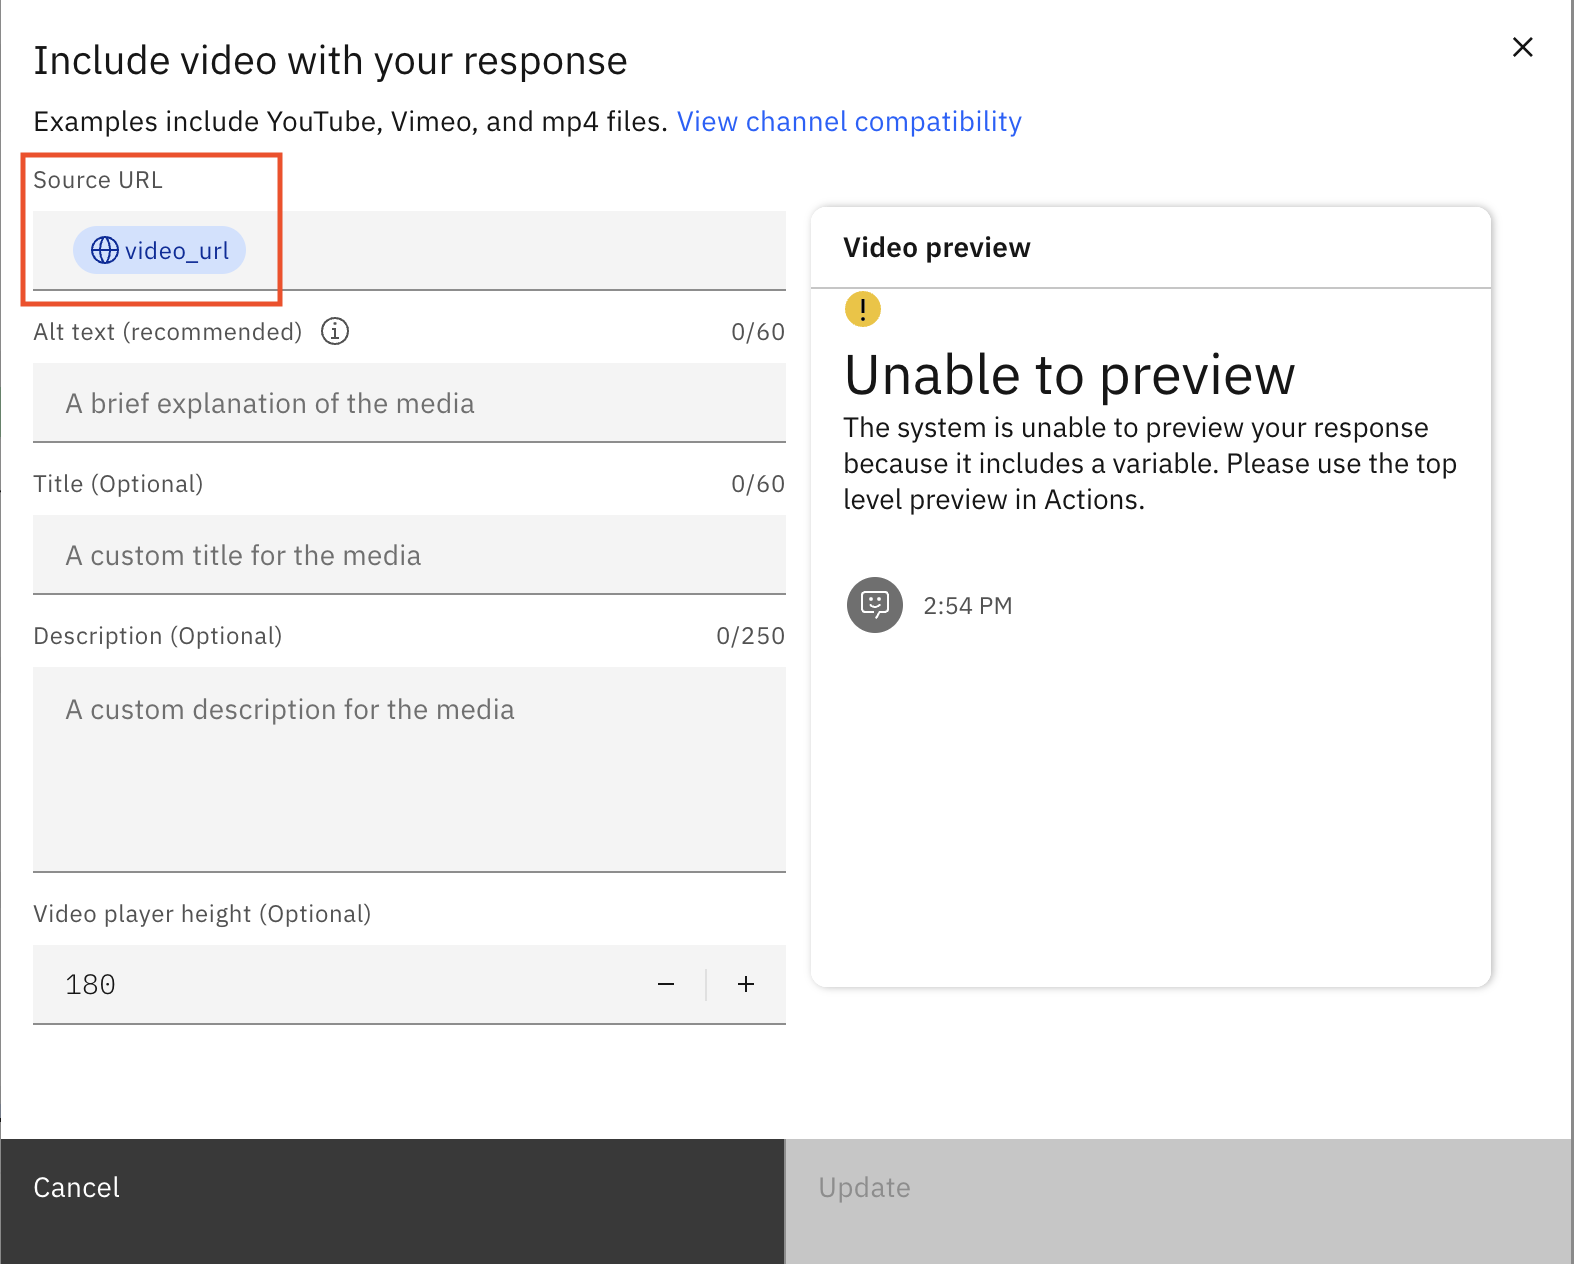 Include video with your response
Examples include YouTube, Vimeo, and mp4 files. View channel compatibility
Source URL
video_url
Alt text (recommended)
0/60
A brief explanation of the media
Title (Optional)
0/60
A custom title for the media
Description (Optional)
0/250
A custom description for the media
Video player height (Optional)
180
Video preview
Unable to preview
The system is unable to preview your response
because it includes a variable. Please use the top
level preview in Actions.
2:54 PM
Cancel
Update